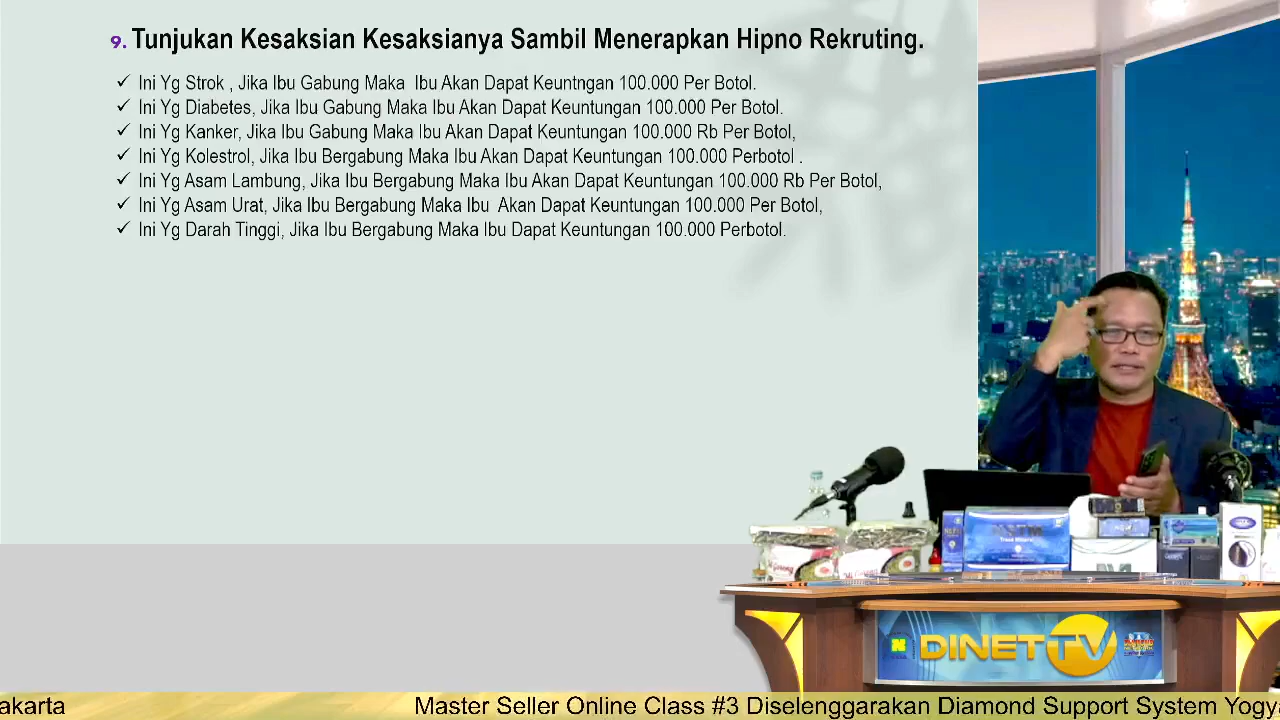 9. Tunjukan Kesaksian Kesaksianya Sambil Menerapkan Hipno Rekruting.
✓ Ini Yg Strok , Jika Ibu Gabung Maka Ibu Akan Dapat Keuntngan 100.000 Per Botol.
✓ Ini Yg Diabetes, Jika Ibu Gabung Maka Ibu Akan Dapat Keuntungan 100.000 Per Botol.
✓ Ini Yg Kanker, Jika Ibu Gabung Maka Ibu Akan Dapat Keuntungan 100.000 Rb Per Botol,
✓ Ini Yg Kolestrol, Jika Ibu Bergabung Maka Ibu Akan Dapat Keuntungan 100.000 Perbotol .
✓ Ini Yg Asam Lambung, Jika Ibu Bergabung Maka Ibu Akan Dapat Keuntungan 100.000 Rb Per Botol,
✓ Ini Yg Asam Urat, Jika Ibu Bergabung Maka Ibu Akan Dapat Keuntungan 100.000 Per Botol,
✓ Ini Yg Darah Tinggi, Jika Ibu Bergabung Maka Ibu Dapat Keuntungan 100.000 Perbotol.
DINET TV
akarta Master Seller Online Class #3 Diselenggarakan Diamond Support System Yogya